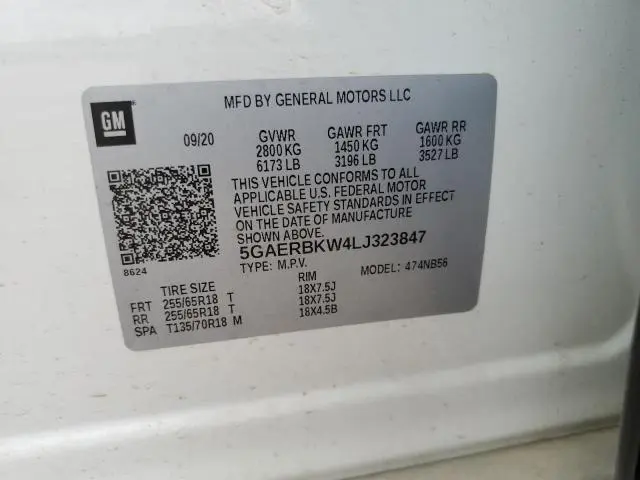 MFD BY GENERAL MOTORS LLC
GM
09/20 GVWR GAWR FRT GAWR RR
2800 KG 1450 KG 1600 KG
6173 LB 3196 LB 3527 LB
THIS VEHICLE CONFORMS TO ALL
APPLICABLE U.S. FEDERAL MOTOR
VEHICLE SAFETY STANDARDS IN EFFECT
ON THE DATE OF MANUFACTURE
SHOWN ABOVE.
5GAERBKW4LJ323847
8624
TYPE: M.P.V. MODEL: 474NB56
TIRE SIZE RIM
FRT 255/65R18 T 18X7.5J
RR 255/65R18 T 18X7.5J
SPA T135/70R18 M 18X4.5B